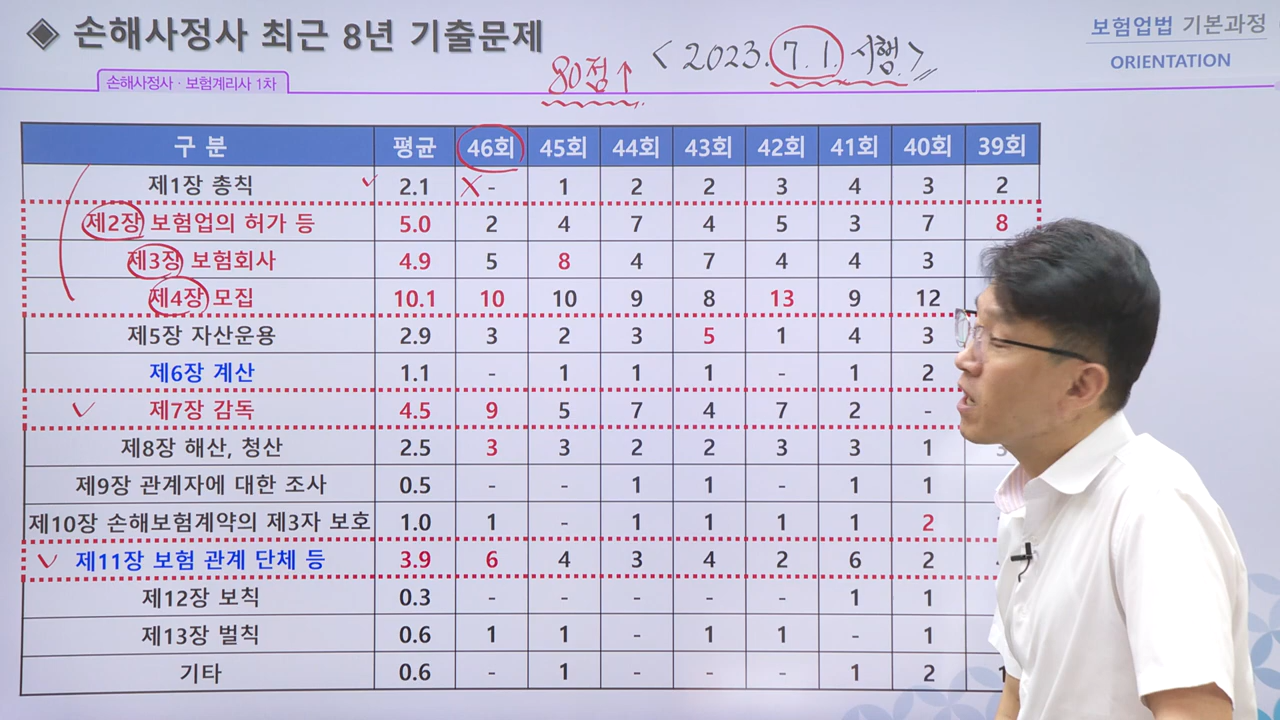 ◈ 손해사정사 최근 8년 기출문제
80점↑ < 2023. 7. 1. 시행 >
보험업법 기본과정
ORIENTATION
손해사정사 · 보험계리사 1차
구 분 평균 46회 45회 44회 43회 42회 41회 40회 39회
제1장 총칙 2.1 - 1 2 2 3 4 3 2
제2장 보험업의 허가 등 5.0 2 4 7 4 5 3 7 8
제3장 보험회사 4.9 5 8 4 7 4 4 3
제4장 모집 10.1 10 10 9 8 13 9 12
제5장 자산운용 2.9 3 2 3 5 1 4 3
제6장 계산 1.1 - 1 1 1 - 1 2
제7장 감독 4.5 9 5 7 4 7 2 -
제8장 해산, 청산 2.5 3 3 2 2 3 3 1 3
제9장 관계자에 대한 조사 0.5 - - 1 1 - 1 1
제10장 손해보험계약의 제3자 보호 1.0 1 - 1 1 1 1 2
제11장 보험 관계 단체 등 3.9 6 4 3 4 2 6 2
제12장 보칙 0.3 - - - - - 1 1
제13장 벌칙 0.6 1 1 - 1 1 - 1
기타 0.6 - 1 - - - 1 2 1